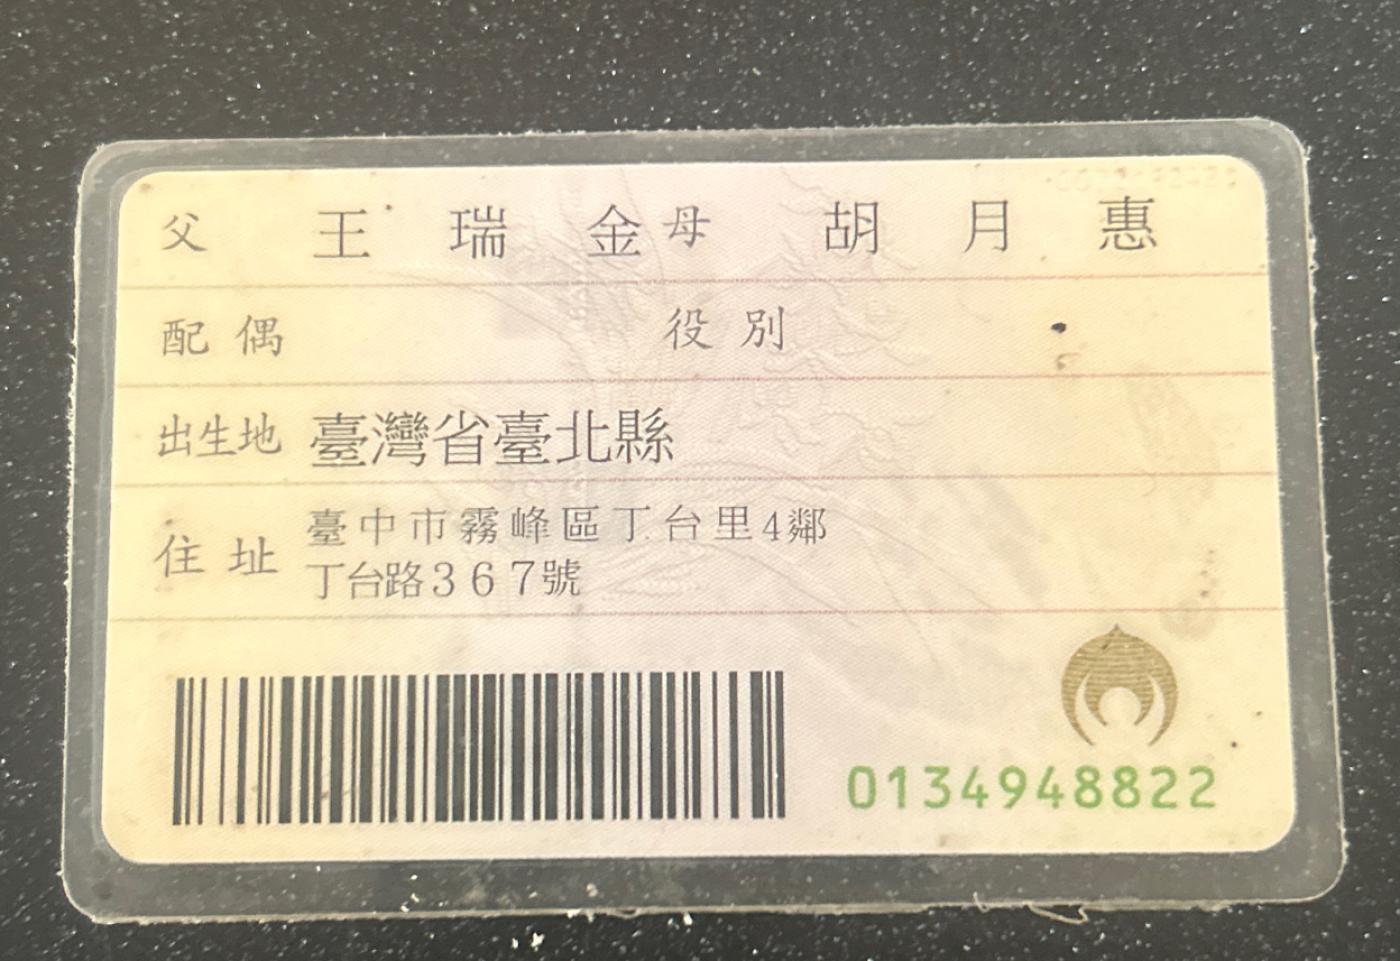 父 王瑞金 母 胡月惠
配偶 役別
出生地 臺灣省臺北縣
住址 臺中市霧峰區丁台里4鄰
丁台路367號
0134948822